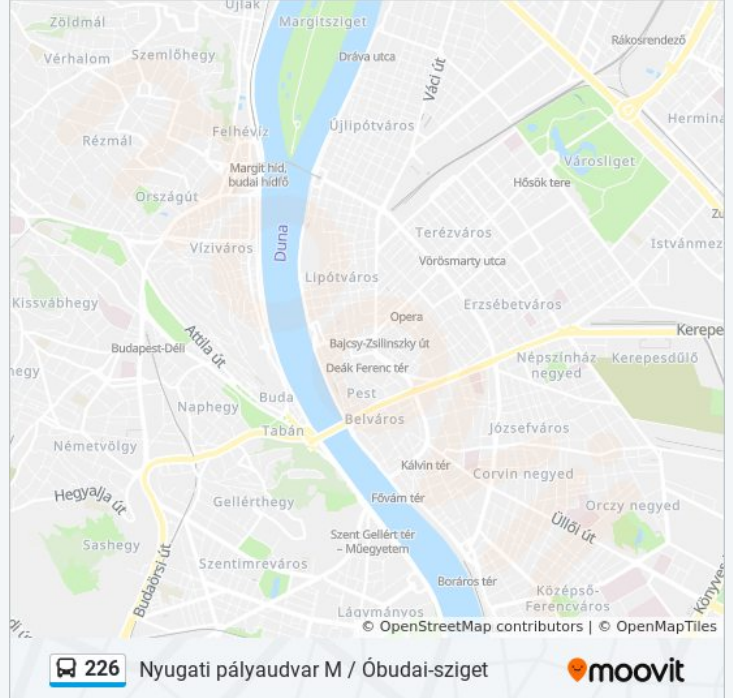 Újlak
Margitsziget
Zöldmál
Rákosrendező
Vérhalom
Szemlőhegy
Dráva utca
Váci út
Felhévíz
Újlipótváros
Hermina
Rézmál
Városliget
Margit híd,
budai hídfő
Hősök tere
Országút
Zu
Duna
Terézváros
Víziváros
Istvánmez
Vörösmarty utca
Lipótváros
Kissvábhegy
Erzsébetváros
Opera
Attila út
Kerepe
Budapest-Déli
Bajcsy-Zsilinszky út
Népszínház
negyed
Kerepesdűlő
hegy
Deák Ferenc tér
Naphegy
Buda
Pest
Belváros
Tabán
Józsefváros
Németvölgy
Kálvin tér
Corvin negyed
Hegyalja út
Fővám tér
Gellérthegy
Orczy negyed
Üllői út
Sashegy
Szent Gellért tér
– Műegyetem
Szentimreváros
Budaörsi út
Boráros tér
Könyves
Középső-
Ferencváros
Lágymányos
© OpenStreetMap contributors | © OpenMapTiles
226 Nyugati pályaudvar M / Óbudai-sziget
moovit